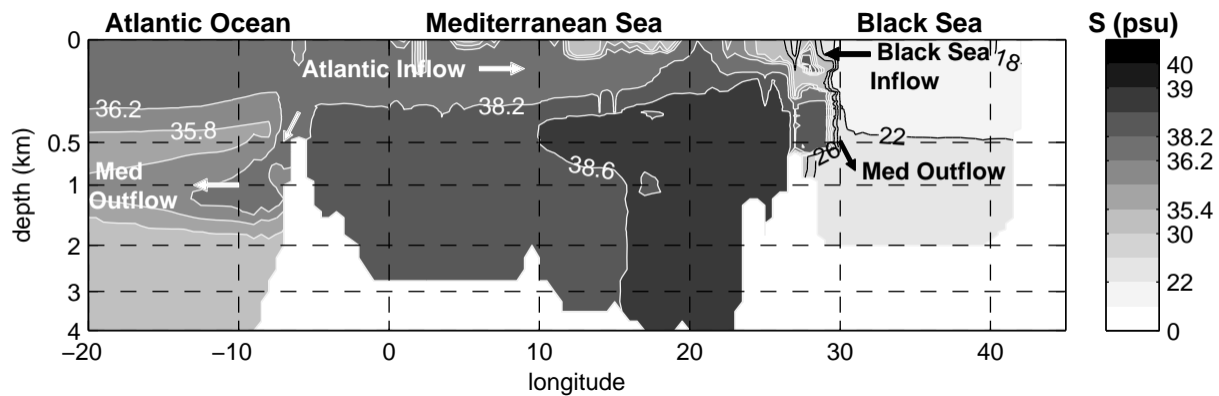 Atlantic Ocean Mediterranean Sea Black Sea S (psu)
0
0.5
1
2
3
4
depth (km)
−20 −10 0 10 20 30 40
longitude
Atlantic Inflow
Black Sea
Inflow
18
36.2
35.8
38.2
38.6
22
26
Med
Outflow
Med Outflow
40
39
38.2
36.2
35.4
30
22
0